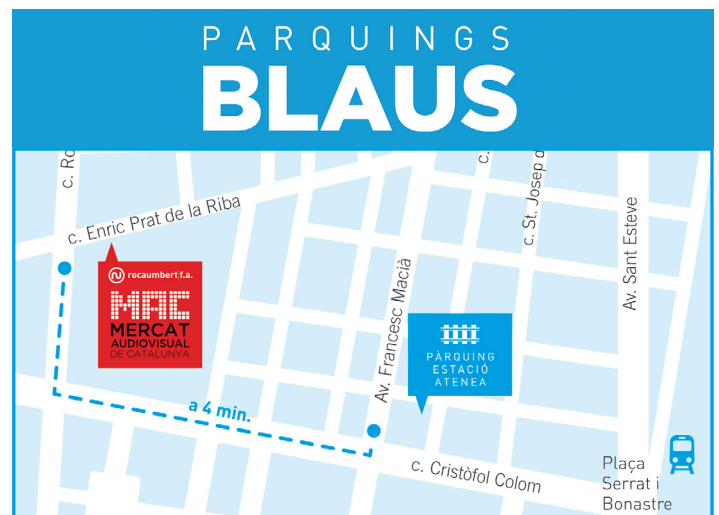 PARQUINGS
BLAUS
c. Ro
c.
c. St. Josep d
c. Enric Prat de la Riba
Av. Sant Esteve
rocaumbert f.a.
MAC
MERCAT
AUDIOVISUAL
DE CATALUNYA
Av. Francesc Macià
PÀRQUING
ESTACIÓ
ATENEA
a 4 min.
c. Cristòfol Colom
Plaça
Serrat i
Bonastre